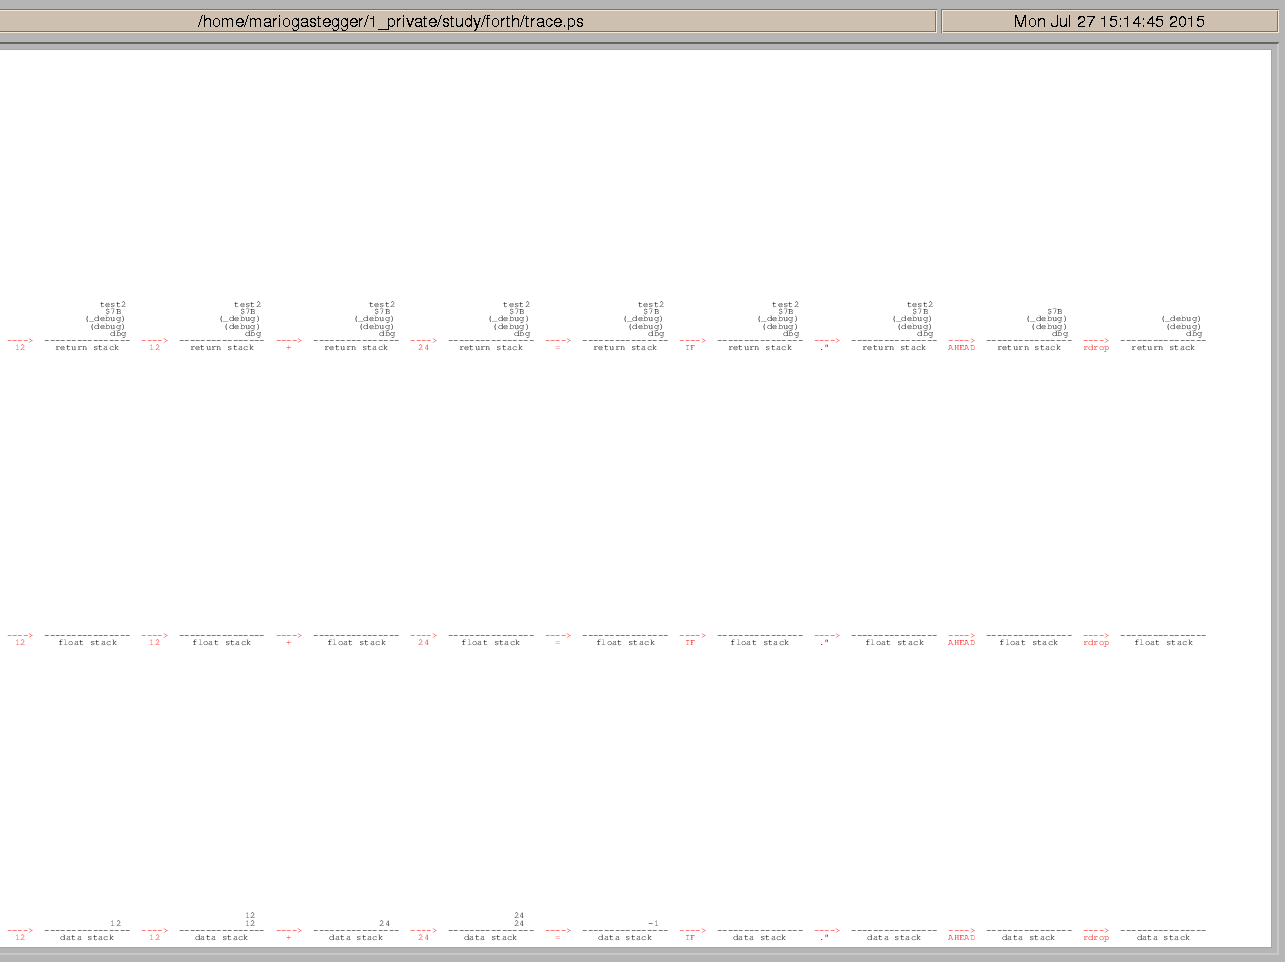 /home/mariogastegger/1_private/study/forth/trace.ps Mon Jul 27 15:14:45 2015
test2 test2 test2 test2 test2 test2 test2
$7B $7B $7B $7B $7B $7B $7B $7B
(_debug) (_debug) (_debug) (_debug) (_debug) (_debug) (_debug) (_debug) (_debug)
(debug) (debug) (debug) (debug) (debug) (debug) (debug) (debug) (debug)
dbg dbg dbg dbg dbg dbg dbg dbg dbg
----> -------------- ----> -------------- ----> -------------- ----> -------------- ----> -------------- ----> -------------- ----> -------------- ----> -------------- ----> --------------
12 return stack 12 return stack + return stack 24 return stack = return stack IF return stack ." return stack AHEAD return stack rdrop return stack
----> -------------- ----> -------------- ----> -------------- ----> -------------- ----> -------------- ----> -------------- ----> -------------- ----> -------------- ----> --------------
12 float stack 12 float stack + float stack 24 float stack = float stack IF float stack ." float stack AHEAD float stack rdrop float stack
12 24
12 12 24 24 -1
----> -------------- ----> -------------- ----> -------------- ----> -------------- ----> -------------- ----> -------------- ----> -------------- ----> -------------- ----> --------------
12 data stack 12 data stack + data stack 24 data stack = data stack IF data stack ." data stack AHEAD data stack rdrop data stack